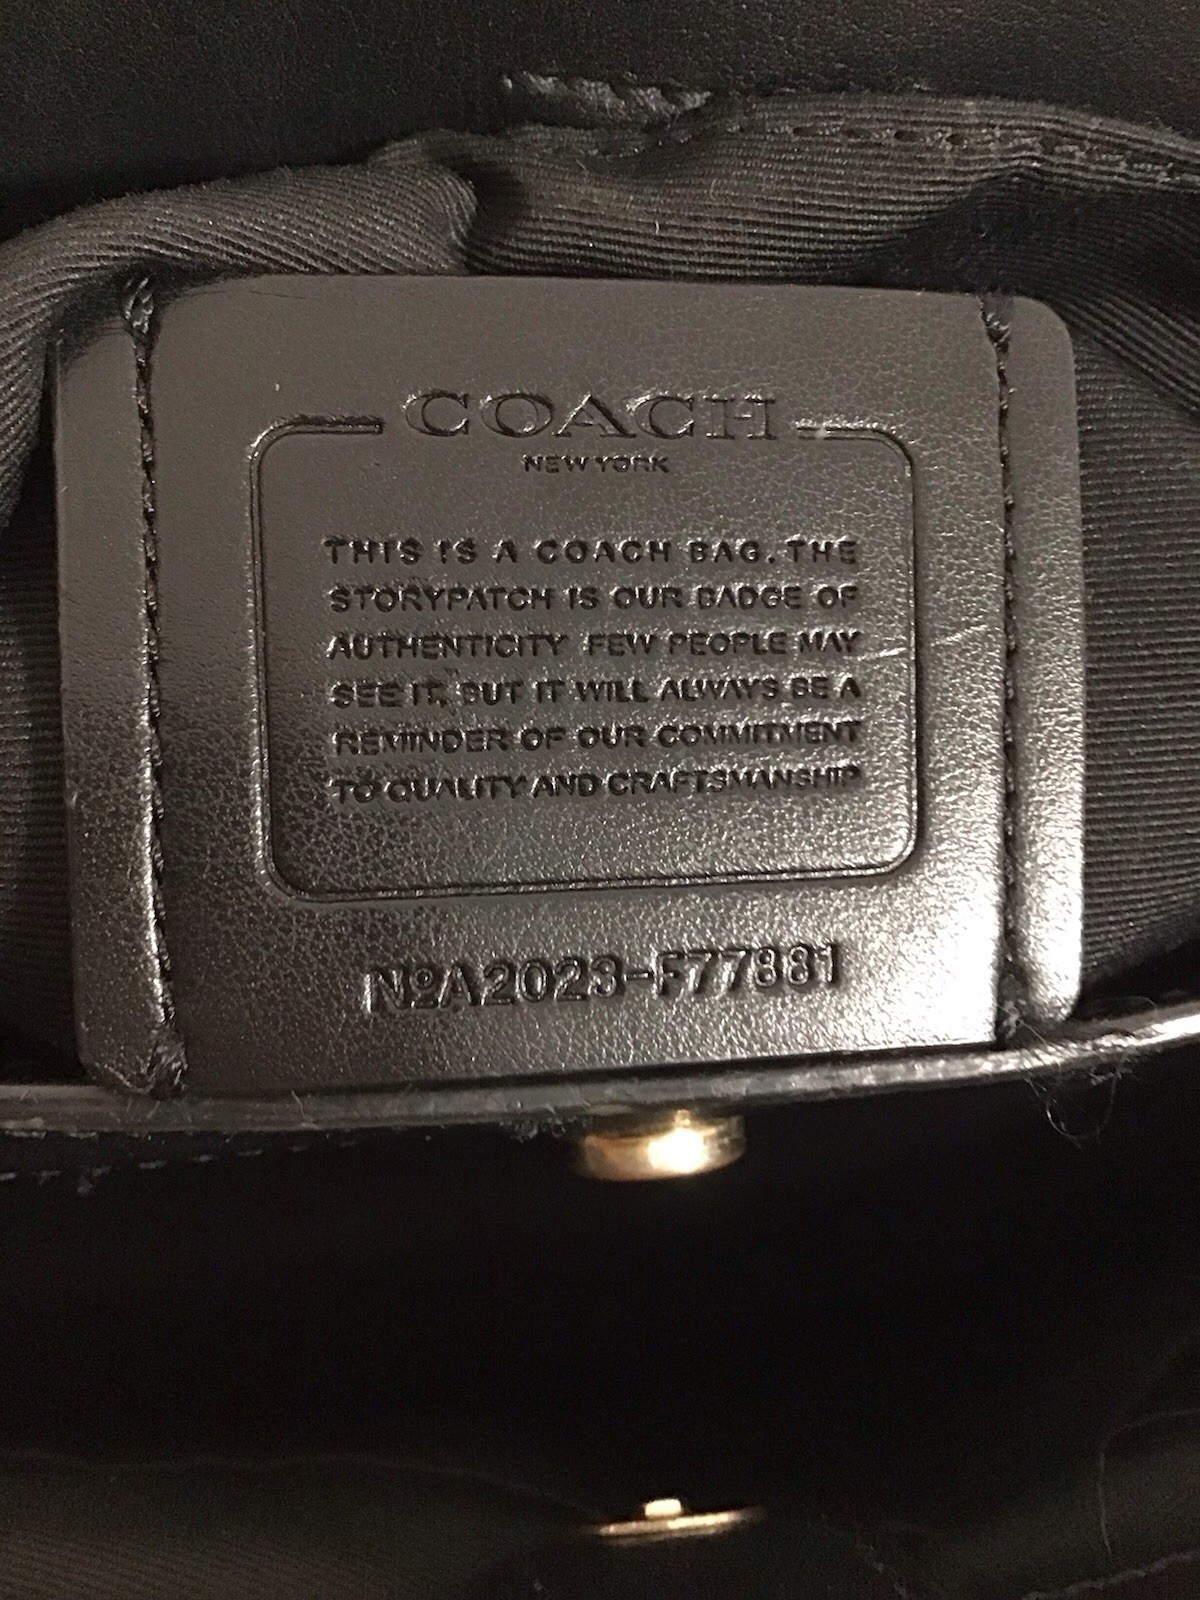 COACH
NEW YORK
THIS IS A COACH BAG. THE
STORYPATCH IS OUR BADGE OF
AUTHENTICITY FEW PEOPLE MAY
SEE IT, BUT IT WILL ALWAYS BE A
REMINDER OF OUR COMMITMENT
TO QUALITY AND CRAFTSMANSHIP
NºA2023-F77881